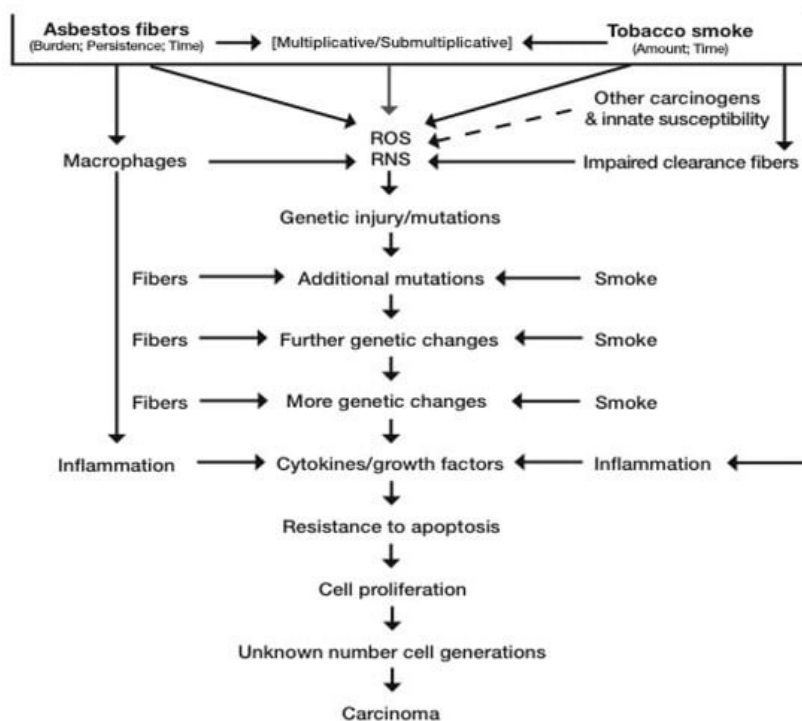 Asbestos fibers
(Burden; Persistence; Time)
[Multiplicative/Submultiplicative]
Tobacco smoke
(Amount; Time)
Other carcinogens
& innate susceptibility
ROS
RNS
Macrophages
Impaired clearance fibers
Genetic injury/mutations
Fibers
Additional mutations
Smoke
Fibers
Further genetic changes
Smoke
Fibers
More genetic changes
Smoke
Inflammation
Cytokines/growth factors
Inflammation
Resistance to apoptosis
Cell proliferation
Unknown number cell generations
Carcinoma